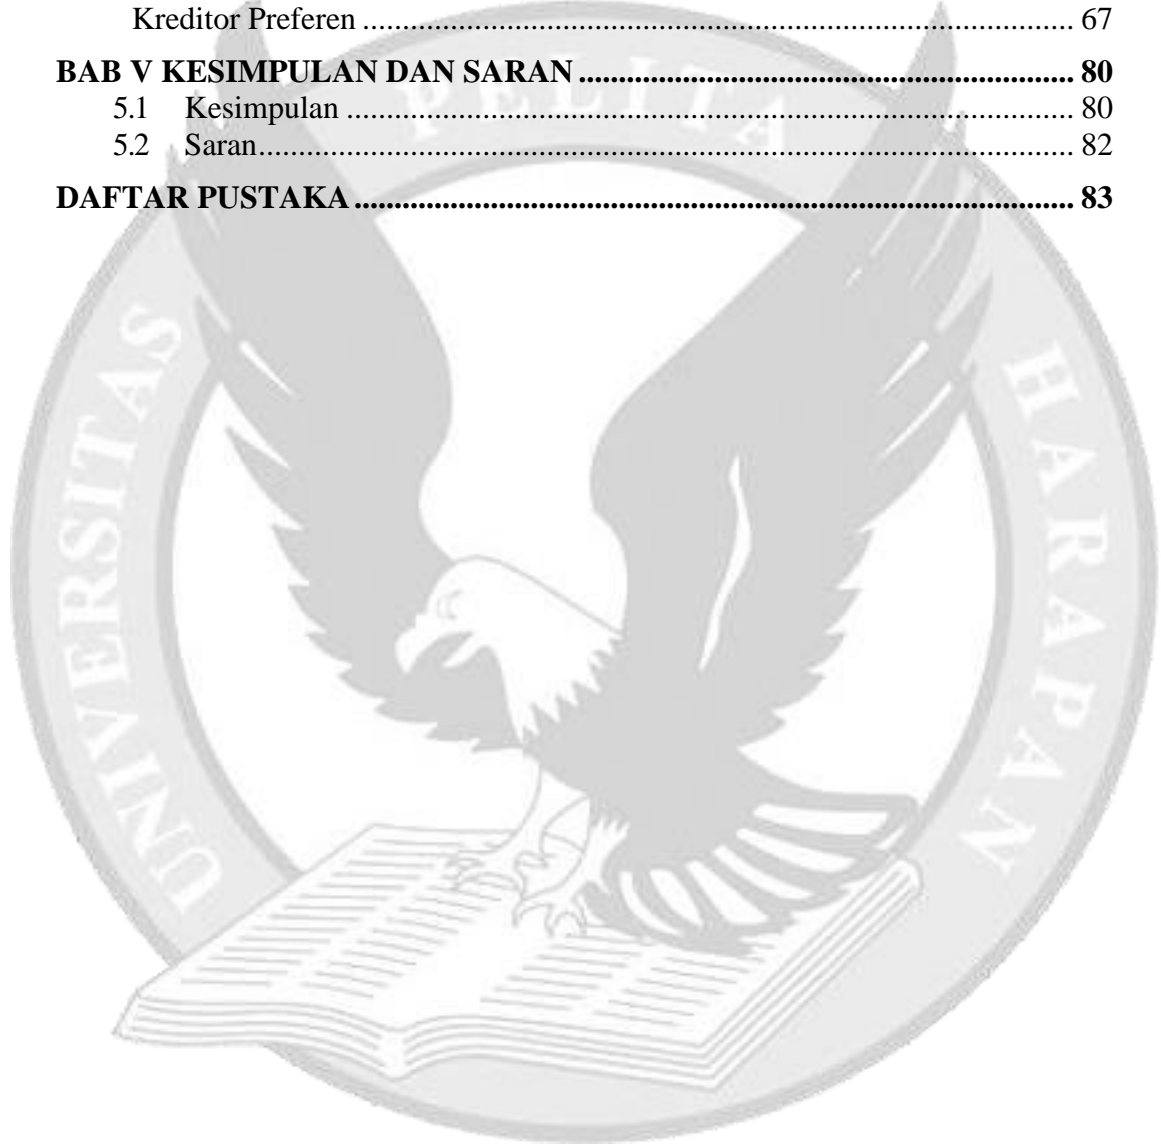 Kreditor Preferen ........................................................................................... 67
BAB V KESIMPULAN DAN SARAN ............................................................... 80
5.1 Kesimpulan ............................................................................................. 80
5.2 Saran........................................................................................................ 82
DAFTAR PUSTAKA ............................................................................................ 83
UNIVERSITAS PELITA HARAPAN